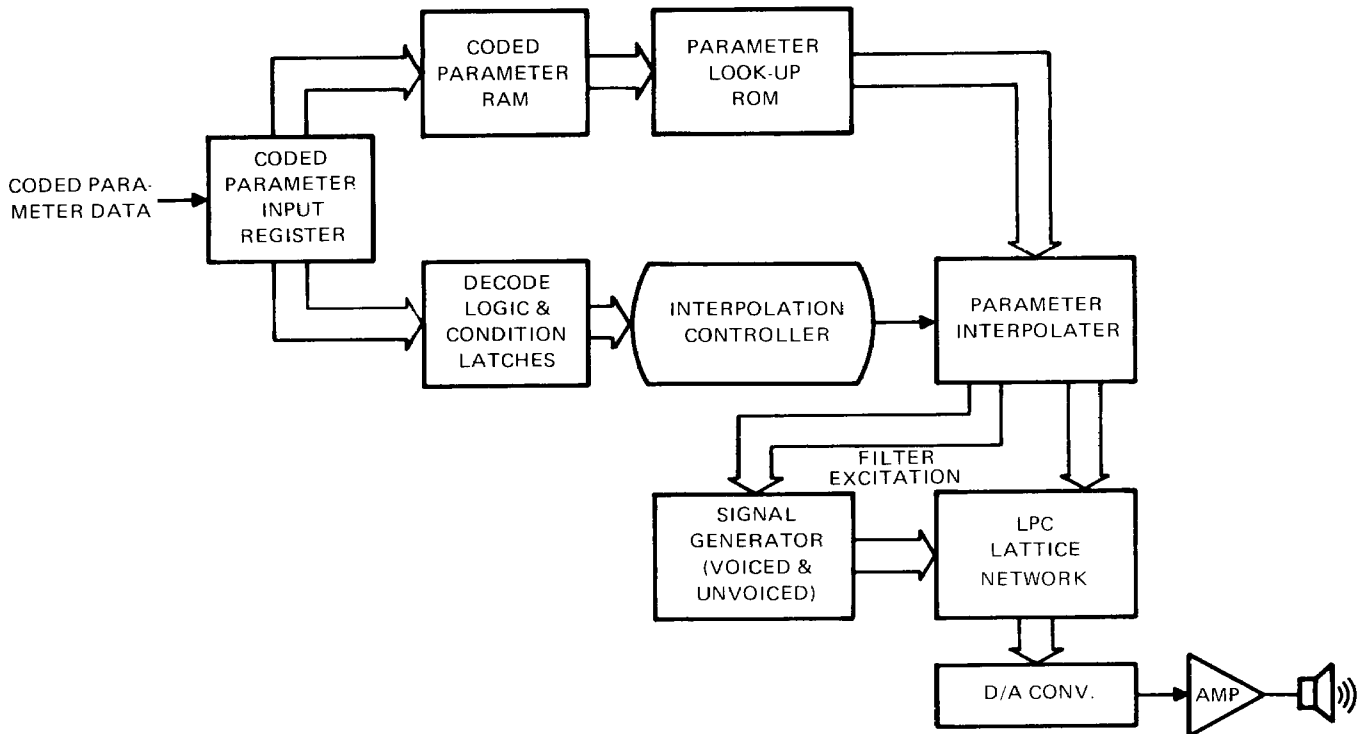 CODED
PARAMETER
RAM
PARAMETER
LOOK-UP
ROM
CODED PARA-
METER DATA
CODED
PARAMETER
INPUT
REGISTER
DECODE
LOGIC &
CONDITION
LATCHES
INTERPOLATION
CONTROLLER
PARAMETER
INTERPOLATER
FILTER
EXCITATION
SIGNAL
GENERATOR
(VOICED &
UNVOICED)
LPC
LATTICE
NETWORK
D/A CONV.
AMP